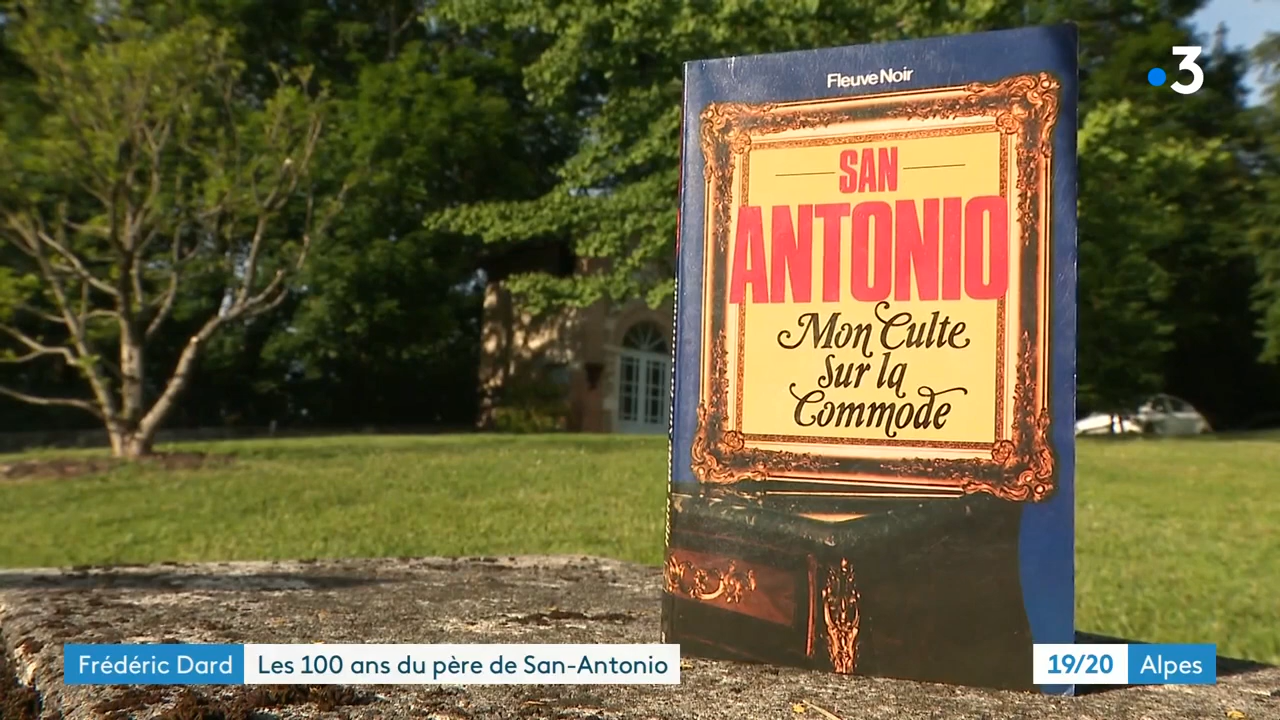 3
Fleuve Noir
SAN
ANTONIO
Mon Culte
sur la
Commode
Frédéric Dard
Les 100 ans du père de San-Antonio
19/20
Alpes